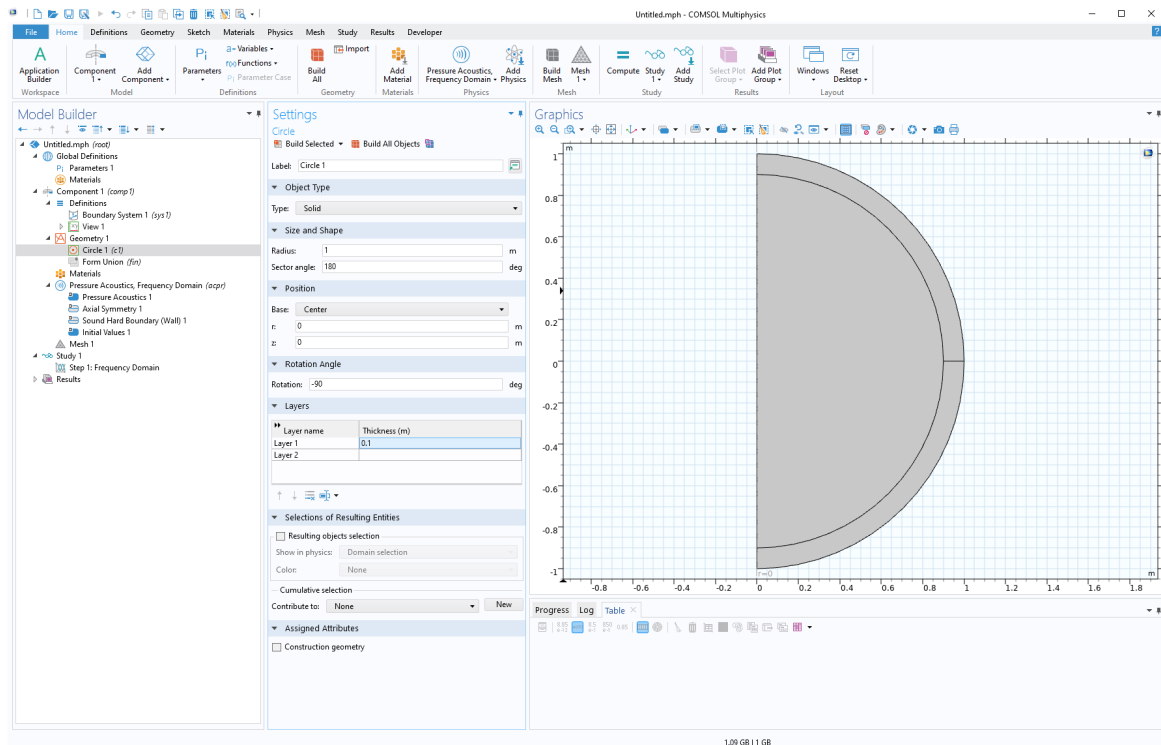 Untitled.mph - COMSOL Multiphysics
File Home Definitions Geometry Sketch Materials Physics Mesh Study Results Developer
Application Builder
Component 1
Add Component
Parameters
a= Variables
f(x) Functions
Pi Parameter Case
Build All
Import
Add Material
Pressure Acoustics, Frequency Domain
Add Physics
Build Mesh
Mesh 1
Compute
Study 1
Add Study
Select Plot Group
Add Plot Group
Windows
Reset Desktop
Workspace Model Definitions Geometry Materials Physics Mesh Study Results Layout
Model Builder
Untitled.mph (root)
Global Definitions
Pi Parameters 1
Materials
Component 1 (comp1)
Definitions
Boundary System 1 (sys1)
View 1
Geometry 1
Circle 1 (c1)
Form Union (fin)
Materials
Pressure Acoustics, Frequency Domain (acpr)
Pressure Acoustics 1
Axial Symmetry 1
Sound Hard Boundary (Wall) 1
Initial Values 1
Mesh 1
Study 1
Step 1: Frequency Domain
Results
Settings
Circle
Build Selected Build All Objects
Label: Circle 1
Object Type
Type: Solid
Size and Shape
Radius: 1 m
Sector angle: 180 deg
Position
Base: Center
r: 0 m
z: 0 m
Rotation Angle
Rotation: -90 deg
Layers
Layer name Thickness (m)
Layer 1 0.1
Layer 2
Selections of Resulting Entities
Resulting objects selection
Show in physics: Domain selection
Color: None
Cumulative selection
Contribute to: None New
Assigned Attributes
Construction geometry
Graphics
m
1
0.8
0.6
0.4
0.2
0
-0.2
-0.4
-0.6
-0.8
-1
r=0
m
-0.8 -0.6 -0.4 -0.2 0 0.2 0.4 0.6 0.8 1 1.2 1.4 1.6 1.8
Progress Log Table
1.09 GB | 1 GB